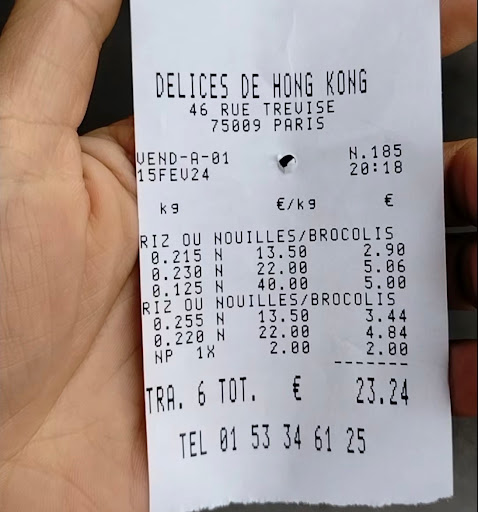 DELICES DE HONG KONG
46 RUE TREVISE
75009 PARIS
VEND-A-01 N.185
15FEV24 20:18
kg €/kg €
RIZ OU NOUILLES/BROCOLIS
0.215 N 13.50 2.90
0.230 N 22.00 5.06
0.125 N 40.00 5.00
RIZ OU NOUILLES/BROCOLIS
0.255 N 13.50 3.44
0.220 N 22.00 4.84
NP 1X 2.00 2.00
-------
TRA. 6 TOT. € 23.24
TEL 01 53 34 61 25